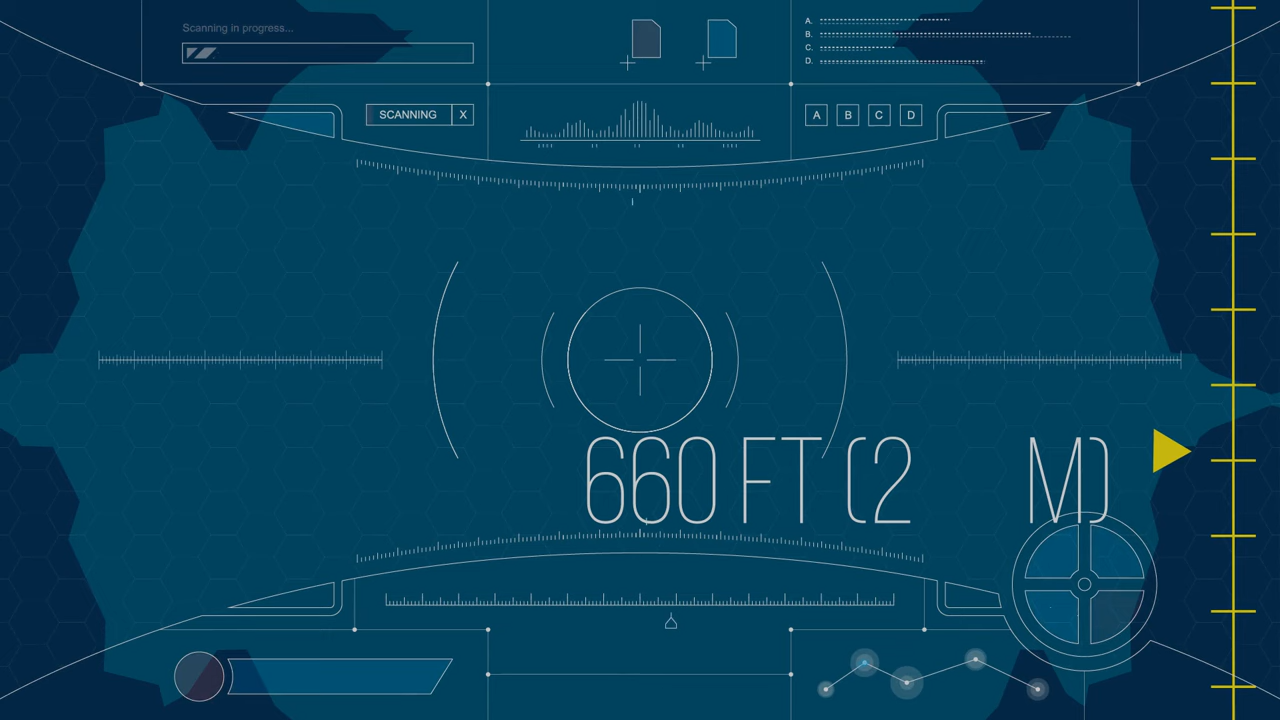 Scanning in progress...
A.
B.
C.
D.
SCANNING X
A B C D
660 FT (2 M)